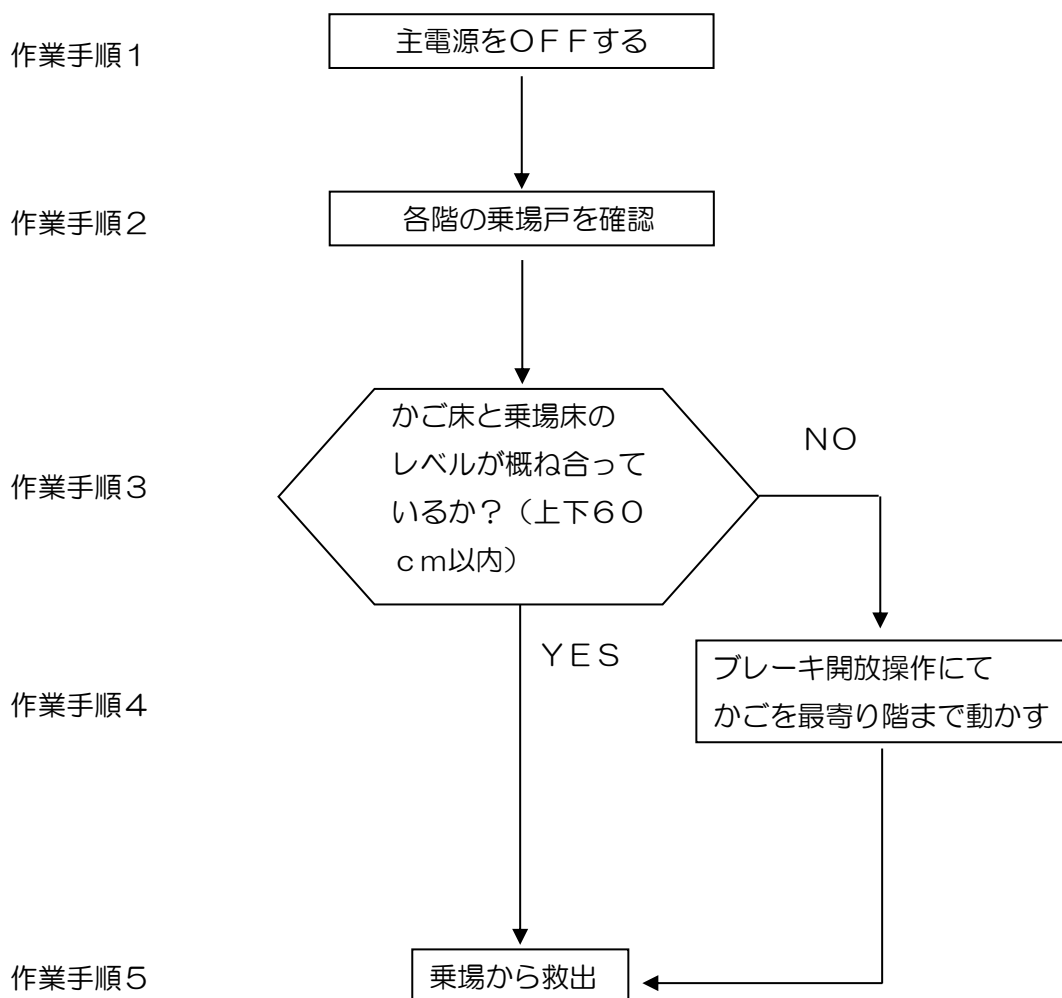 作業手順１
主電源をＯＦＦする
作業手順２
各階の乗場戸を確認
作業手順３
かご床と乗場床の
レベルが概ね合って
いるか？（上下６０
ｃｍ以内）
ＮＯ
ＹＥＳ
作業手順４
ブレーキ開放操作にて
かごを最寄り階まで動かす
作業手順５
乗場から救出